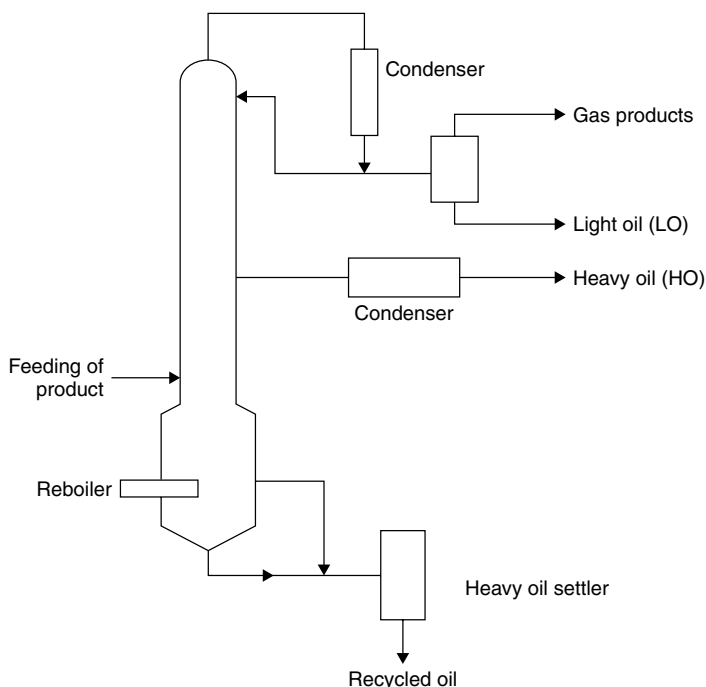 Condenser
Gas products
Light oil (LO)
Heavy oil (HO)
Condenser
Feeding of
product
Reboiler
Heavy oil settler
Recycled oil